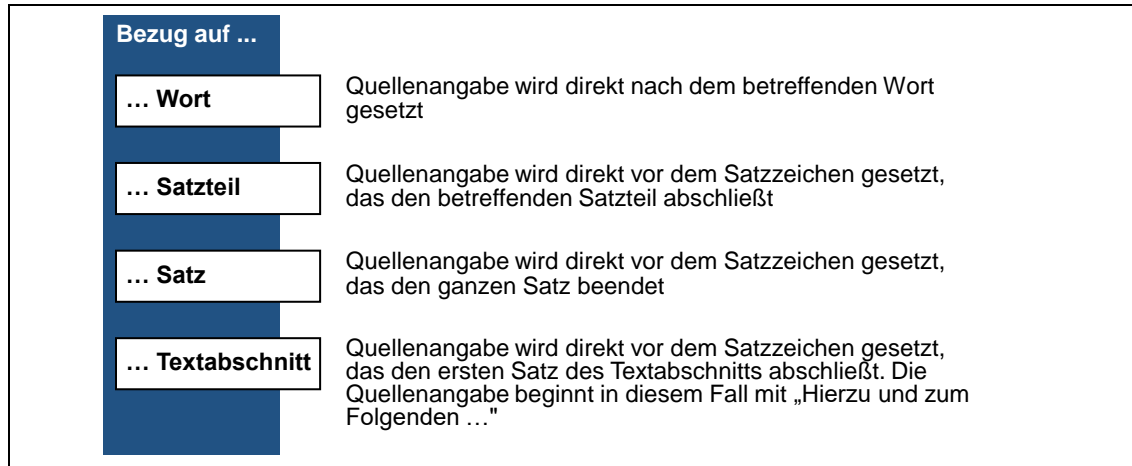 Bezug auf ...
… Wort
Quellenangabe wird direkt nach dem betreffenden Wort
gesetzt
… Satzteil
Quellenangabe wird direkt vor dem Satzzeichen gesetzt,
das den betreffenden Satzteil abschließt
… Satz
Quellenangabe wird direkt vor dem Satzzeichen gesetzt,
das den ganzen Satz beendet
… Textabschnitt
Quellenangabe wird direkt vor dem Satzzeichen gesetzt,
das den ersten Satz des Textabschnitts abschließt. Die
Quellenangabe beginnt in diesem Fall mit „Hierzu und zum
Folgenden …"